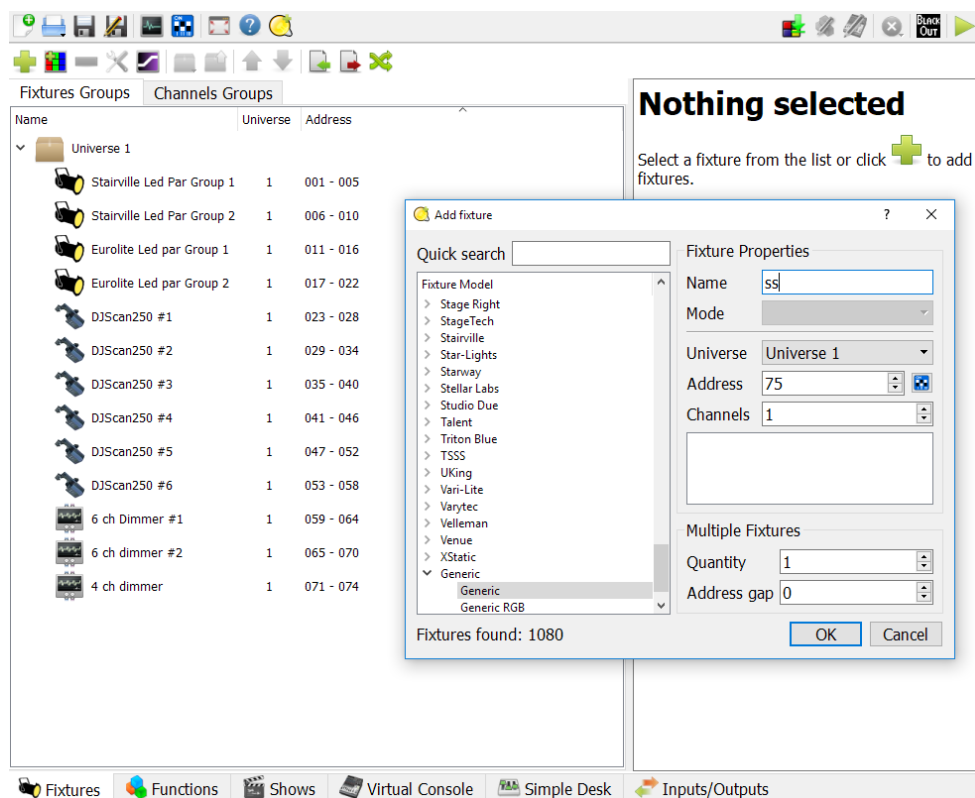 BLACK
OUT
Fixtures Groups
Channels Groups
Name Universe Address
Universe 1
Stairville Led Par Group 1 1 001 - 005
Stairville Led Par Group 2 1 006 - 010
Eurolite Led par Group 1 1 011 - 016
Eurolite Led par Group 2 1 017 - 022
DJScan250 #1 1 023 - 028
DJScan250 #2 1 029 - 034
DJScan250 #3 1 035 - 040
DJScan250 #4 1 041 - 046
DJScan250 #5 1 047 - 052
DJScan250 #6 1 053 - 058
6 ch Dimmer #1 1 059 - 064
6 ch dimmer #2 1 065 - 070
4 ch dimmer 1 071 - 074
Nothing selected
Select a fixture from the list or click to add
fixtures.
Add fixture
Quick search
Fixture Model
Stage Right
StageTech
Stairville
Star-Lights
Starway
Stellar Labs
Studio Due
Talent
Triton Blue
TSSS
UKing
Vari-Lite
Varytec
Velleman
Venue
XStatic
Generic
Generic
Generic RGB
Fixtures found: 1080
Fixture Properties
Name ss
Mode
Universe Universe 1
Address 75
Channels 1
Multiple Fixtures
Quantity 1
Address gap 0
OK Cancel
Fixtures Functions Shows Virtual Console Simple Desk Inputs/Outputs